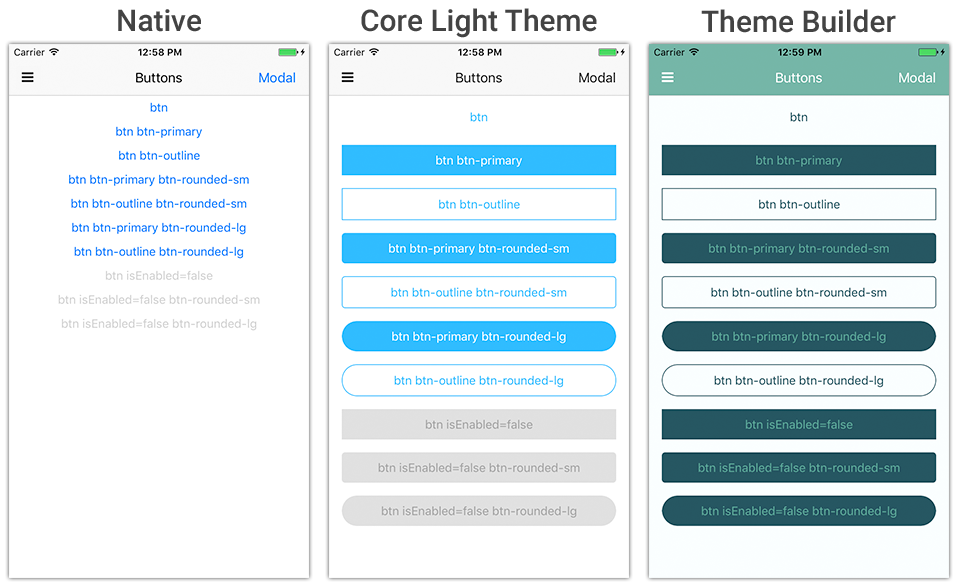 Native
Carrier 12:58 PM
Buttons Modal
btn
btn btn-primary
btn btn-outline
btn btn-primary btn-rounded-sm
btn btn-outline btn-rounded-sm
btn btn-primary btn-rounded-lg
btn btn-outline btn-rounded-lg
btn isEnabled=false
btn isEnabled=false btn-rounded-sm
btn isEnabled=false btn-rounded-lg
Core Light Theme
Carrier 12:58 PM
Buttons Modal
btn
btn btn-primary
btn btn-outline
btn btn-primary btn-rounded-sm
btn btn-outline btn-rounded-sm
btn btn-primary btn-rounded-lg
btn btn-outline btn-rounded-lg
btn isEnabled=false
btn isEnabled=false btn-rounded-sm
btn isEnabled=false btn-rounded-lg
Theme Builder
Carrier 12:59 PM
Buttons Modal
btn
btn btn-primary
btn btn-outline
btn btn-primary btn-rounded-sm
btn btn-outline btn-rounded-sm
btn btn-primary btn-rounded-lg
btn btn-outline btn-rounded-lg
btn isEnabled=false
btn isEnabled=false btn-rounded-sm
btn isEnabled=false btn-rounded-lg